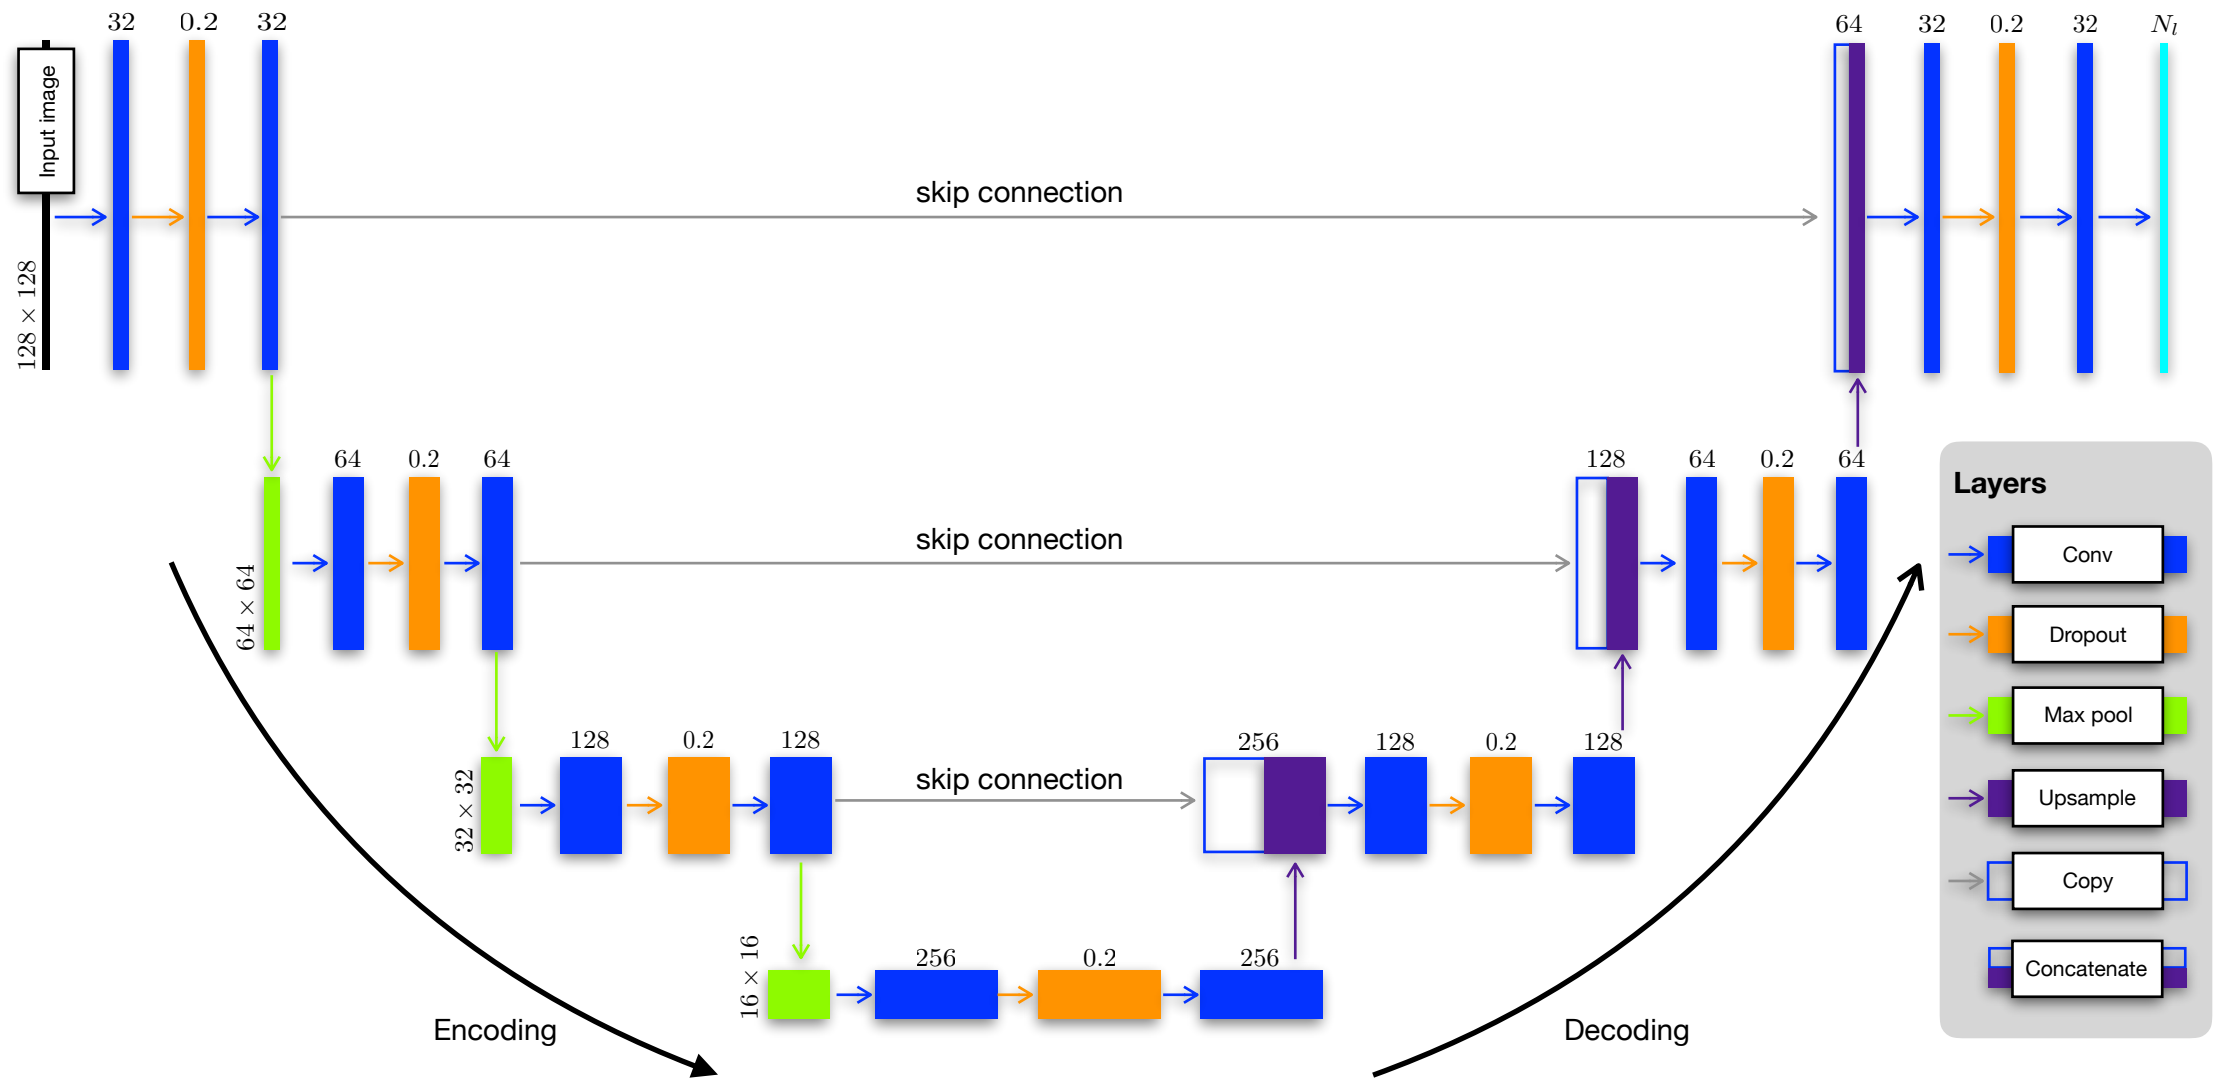 32 0.2 32
64 32 0.2 32 $N_l$
Input image
128 × 128
skip connection
64 0.2 64
128 64 0.2 64
64 × 64
skip connection
128 0.2 128
256 128 0.2 128
32 × 32
skip connection
256 0.2 256
16 × 16
Encoding
Decoding
Layers
Conv
Dropout
Max pool
Upsample
Copy
Concatenate